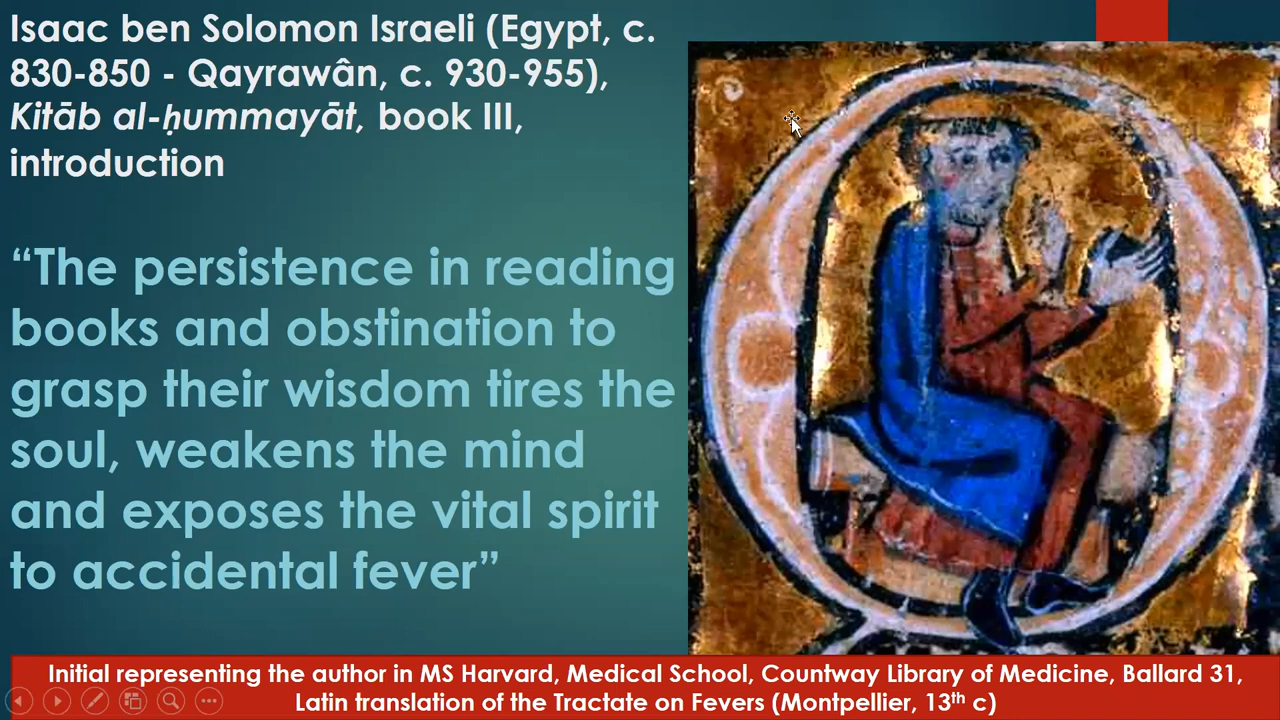 Isaac ben Solomon Israeli (Egypt, c.
830-850 - Qayrawân, c. 930-955),
Kitāb al-ḥummayāt, book III,
introduction
“The persistence in reading
books and obstination to
grasp their wisdom tires the
soul, weakens the mind
and exposes the vital spirit
to accidental fever”
Initial representing the author in MS Harvard, Medical School, Countway Library of Medicine, Ballard 31,
Latin translation of the Tractate on Fevers (Montpellier, 13th c)